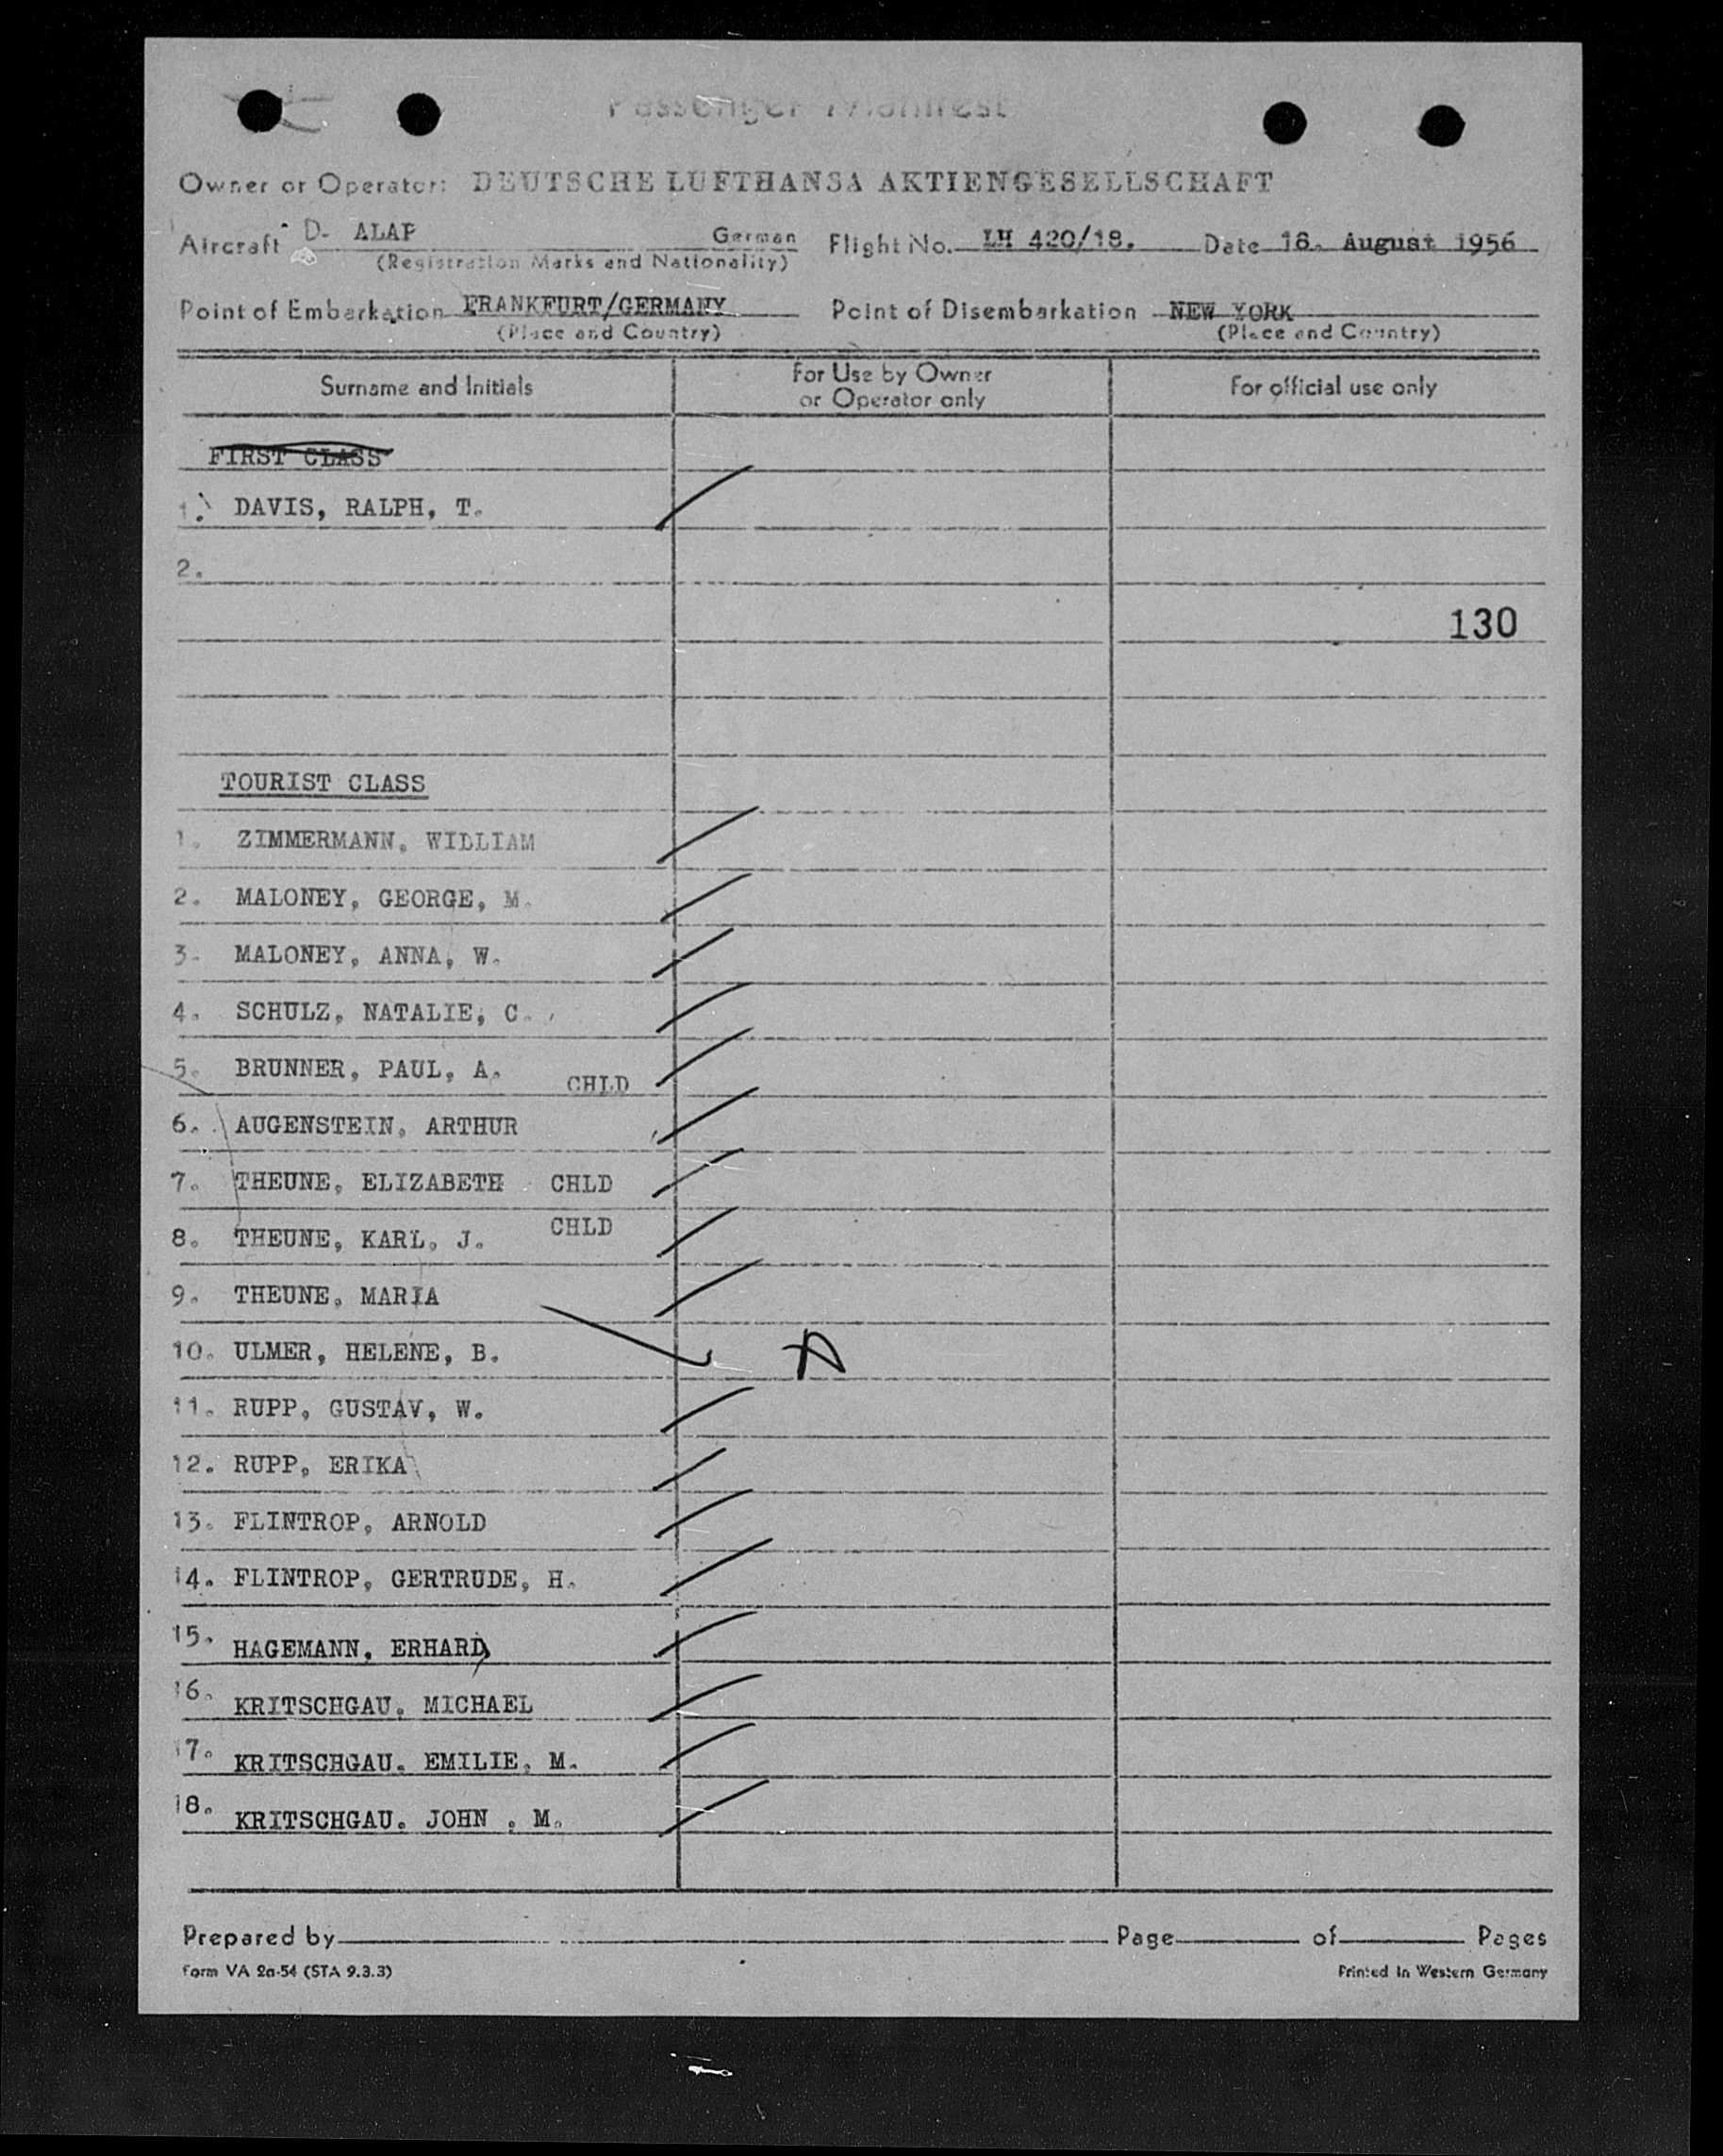 Passenger Manifest
Owner or Operator: DEUTSCHE LUFTHANSA AKTIENGESELLSCHAFT
Aircraft D- ALAP German Flight No. LH 420/18. Date 18. August 1956
(Registration Marks and Nationality)
Point of Embarkation FRANKFURT/GERMANY Point of Disembarkation NEW YORK
(Place and Country) (Place and Country)
Surname and Initials For Use by Owner or Operator only For official use only
FIRST CLASS
1. DAVIS, RALPH, T.
2.
130
TOURIST CLASS
1. ZIMMERMANN, WILLIAM
2. MALONEY, GEORGE, M.
3. MALONEY, ANNA, W.
4. SCHULZ, NATALIE, C.
5. BRUNNER, PAUL, A. CHLD
6. AUGENSTEIN, ARTHUR
7. THEUNE, ELIZABETH CHLD
8. THEUNE, KARL, J. CHLD
9. THEUNE, MARIA
10. ULMER, HELENE, B.
11. RUPP, GUSTAV, W.
12. RUPP, ERIKA
13. FLINTROP, ARNOLD
14. FLINTROP, GERTRUDE, H.
15. HAGEMANN. ERHARD
16. KRITSCHGAU. MICHAEL
17. KRITSCHGAU. EMILIE, M.
18. KRITSCHGAU. JOHN . M.
Prepared by Page of Pages
Form VA 2a-54 (STA 9.3.3) Printed in Western Germany